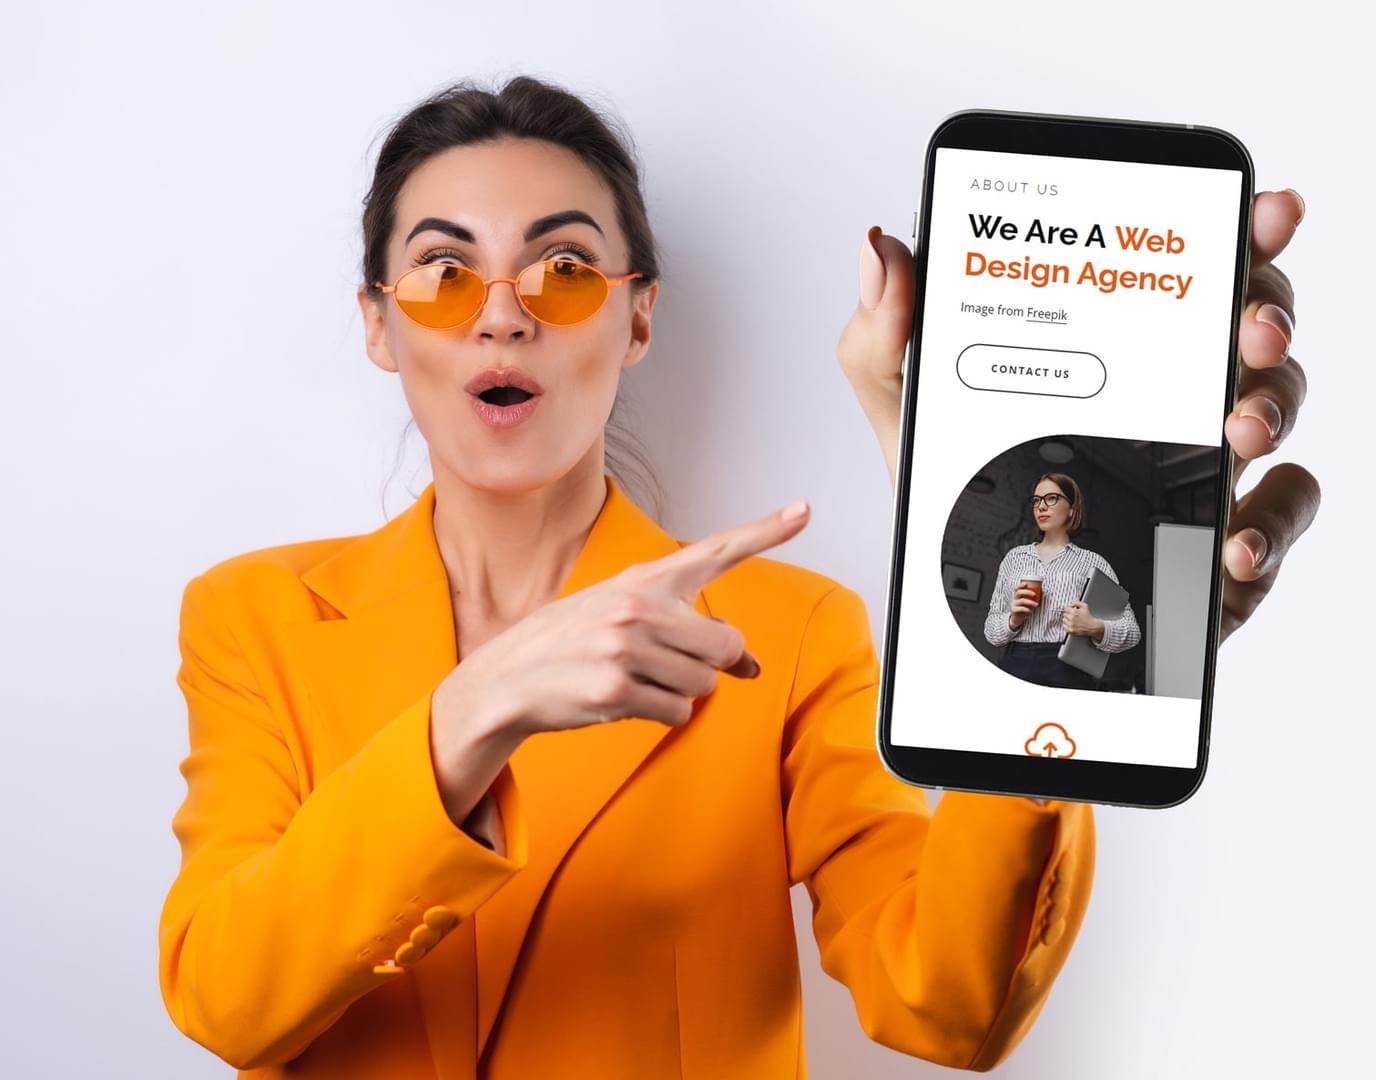 ABOUT US
We Are A Web
Design Agency
Image from Freepik
CONTACT US